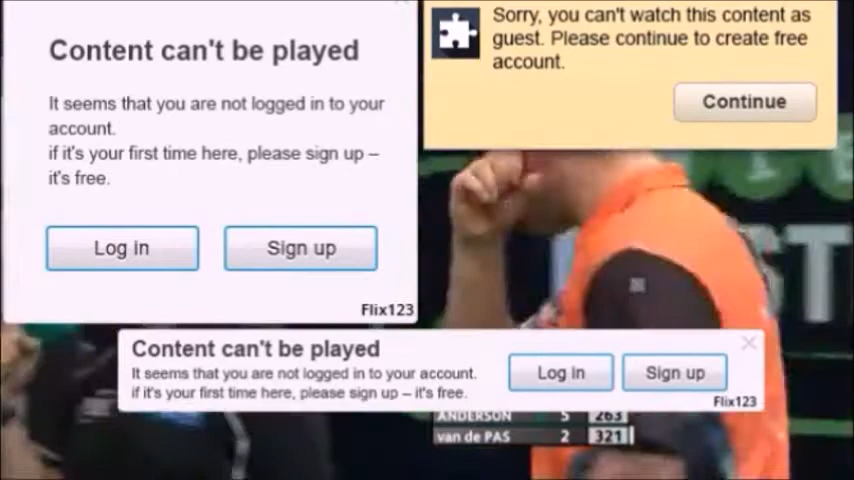 Content can't be played
It seems that you are not logged in to your
account.
if it's your first time here, please sign up –
it's free.
Log in
Sign up
Flix123
Sorry, you can't watch this content as
guest. Please continue to create free
account.
Continue
ST
Content can't be played
It seems that you are not logged in to your account.
if it's your first time here, please sign up – it's free.
Log in
Sign up
Flix123
ANDERSON 5 263
van de PAS 2 321